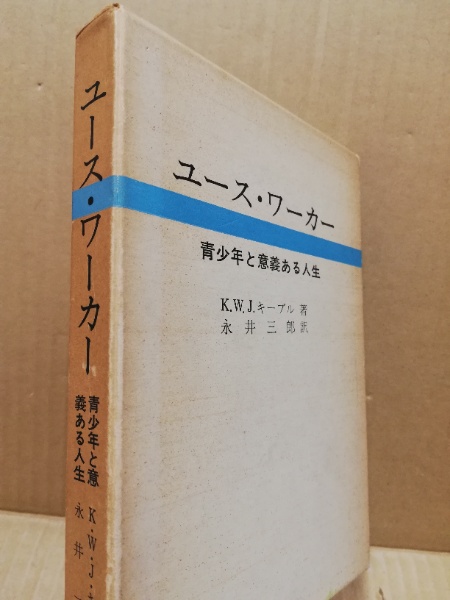 ユース・ワーカー
青少年と意義ある人生
K.W.J.キーブル 著
永井三郎 訳
ユース・ワーカー
青少年と意
義ある人生
K・W・J・
永井